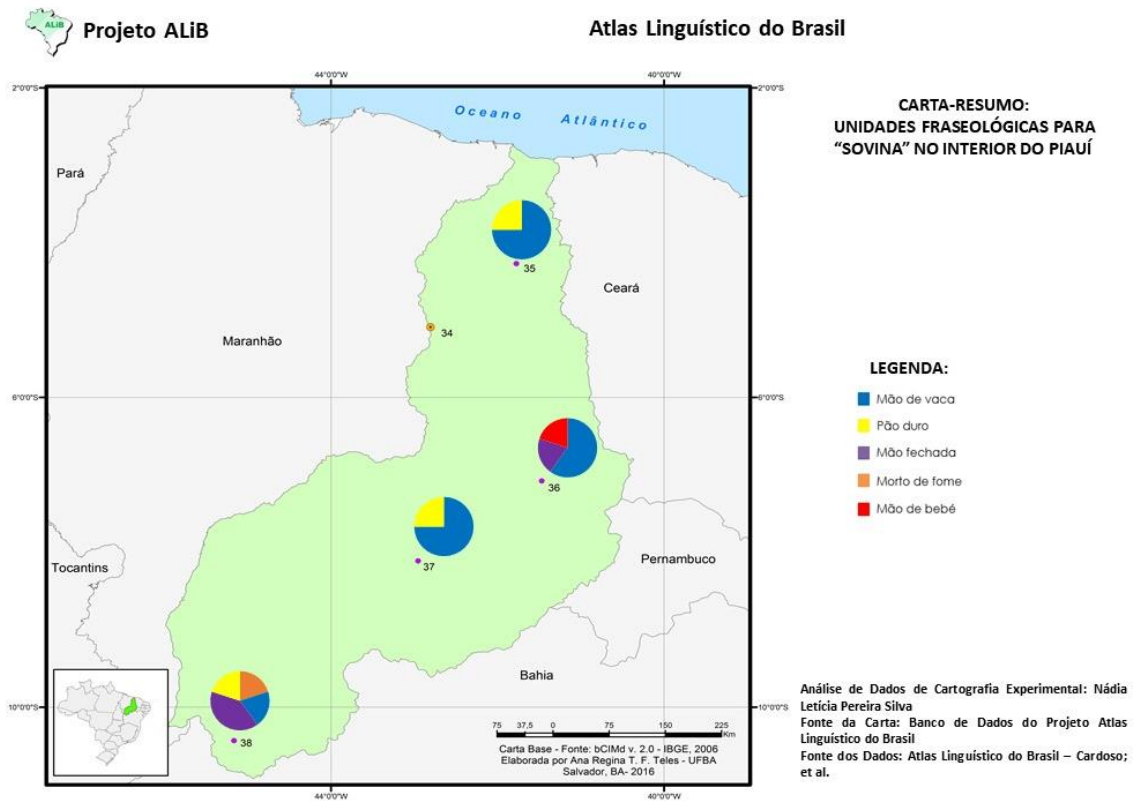 ALiB
Projeto ALiB
Atlas Linguístico do Brasil
44°0'0"W
40°0'0"W
2°0'0"S
2°0'0"S
Oceano Atlântico
CARTA-RESUMO:
UNIDADES FRASEOLÓGICAS PARA
“SOVINA” NO INTERIOR DO PIAUÍ
Pará
35
Ceará
34
Maranhão
LEGENDA:
Mão de vaca
Pão duro
Mão fechada
Morto de fome
Mão de bebé
6°0'0"S
6°0'0"S
36
37
Tocantins
Pernambuco
Bahia
38
10°0'0"S
10°0'0"S
75 37,5 0 75 150 225
Km
Carta Base - Fonte: bCIMd v. 2.0 - IBGE, 2006
Elaborada por Ana Regina T. F. Teles - UFBA
Salvador, BA- 2016
44°0'0"W
40°0'0"W
Análise de Dados de Cartografia Experimental: Nádia
Letícia Pereira Silva
Fonte da Carta: Banco de Dados do Projeto Atlas
Linguístico do Brasil
Fonte dos Dados: Atlas Linguístico do Brasil – Cardoso;
et al.